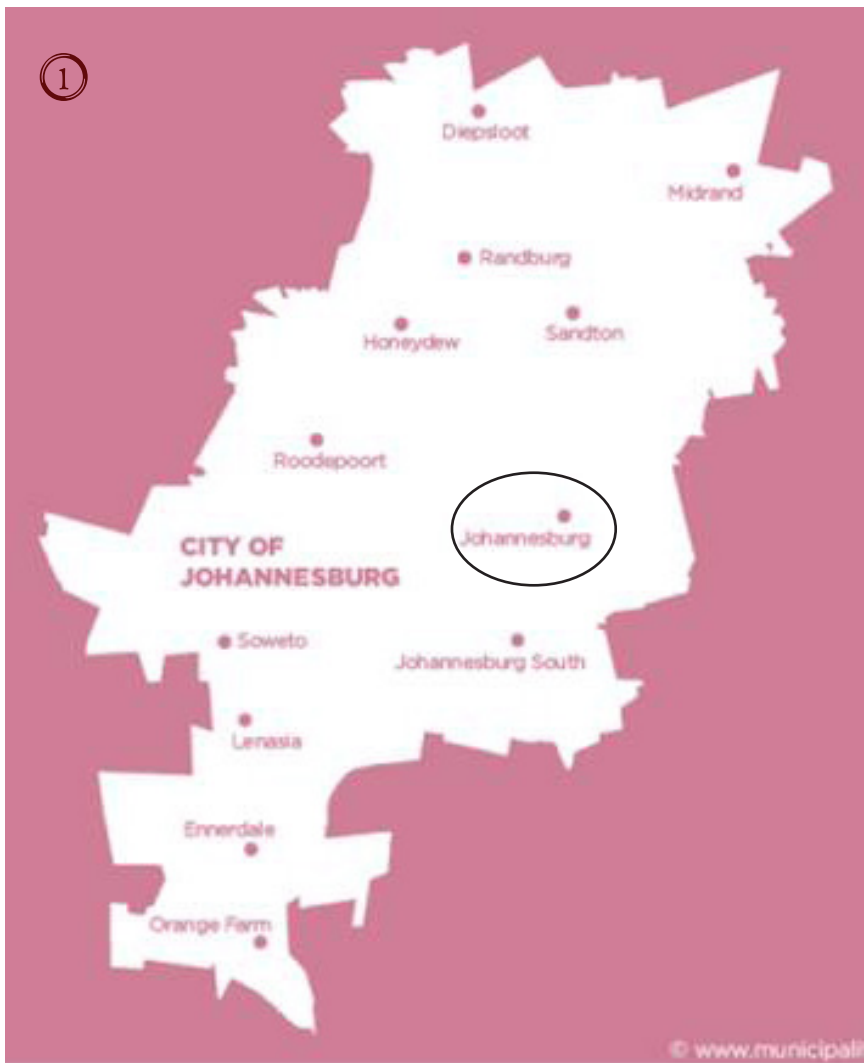 1
Diepsloot
Midrand
Randburg
Sandton
Honeydew
Roodepoort
Johannesburg
CITY OF
JOHANNESBURG
Soweto
Johannesburg South
Lenasia
Ennerdale
Orange Farm
© www.municipali